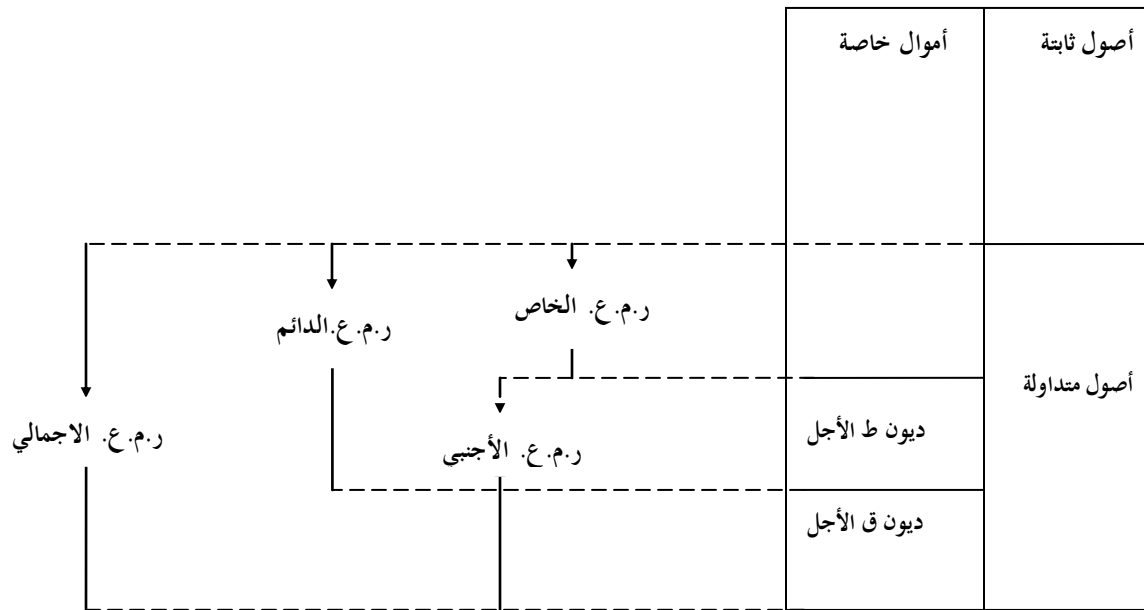 أصول ثابتة
أموال خاصة
ر.م.ع. الخاص
ر.م.ع.الدائم
أصول متداولة
ديون ط الأجل
ر.م.ع. الأجنبي
ر.م.ع. الاجمالي
ديون ق الأجل